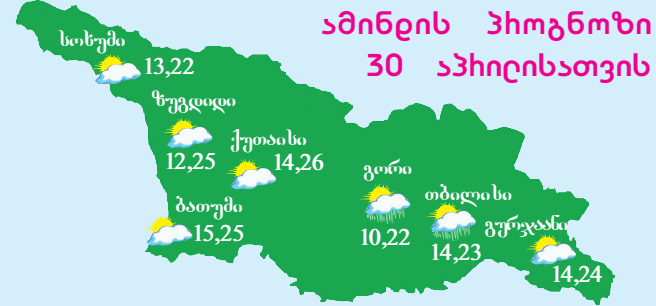 ამინდის პროგნოზი
30 აპრილისათვის
სოხუმი
13,22
ზუგდიდი
12,25
ქუთაისი
14,26
გორი
10,22
თბილისი
14,23
ბათუმი
15,25
გურჯაანი
14,24